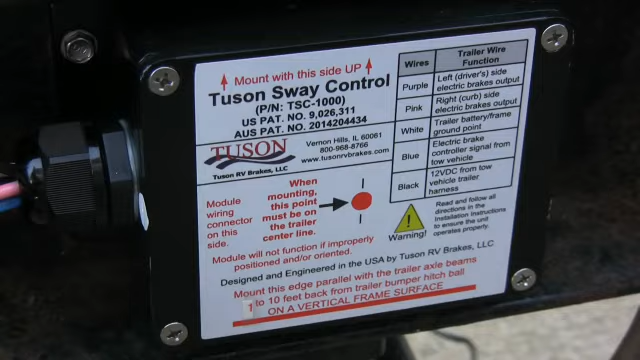 Mount with this side UP
Tuson Sway Control
(P/N: TSC-1000)
US PAT. NO. 9,026,311
AUS PAT. NO. 2014204434
TUSON
Tuson RV Brakes, LLC
Vernon Hills, IL 60061
800-968-8766
www.tusonrvbrakes.com
Wires
Trailer Wire
Function
Purple
Left (driver's) side
electric brakes output
Pink
Right (curb) side
electric brakes output
White
Trailer battery/frame
ground point
Blue
Electric brake
controller signal from
tow vehicle
Black
12VDC from tow
vehicle trailer
harness
Module
wiring
connector
on this
side.
When
mounting,
this point
must be on
the trailer
center line.
Warning!
Read and follow all
directions in the
Installation Instructions
to ensure the unit
operates properly.
Module will not function if improperly
positioned and/or oriented.
Designed and Engineered in the USA by Tuson RV Brakes, LLC
Mount this edge parallel with the trailer axle beams
1 to 10 feet back from trailer bumper hitch ball
ON A VERTICAL FRAME SURFACE